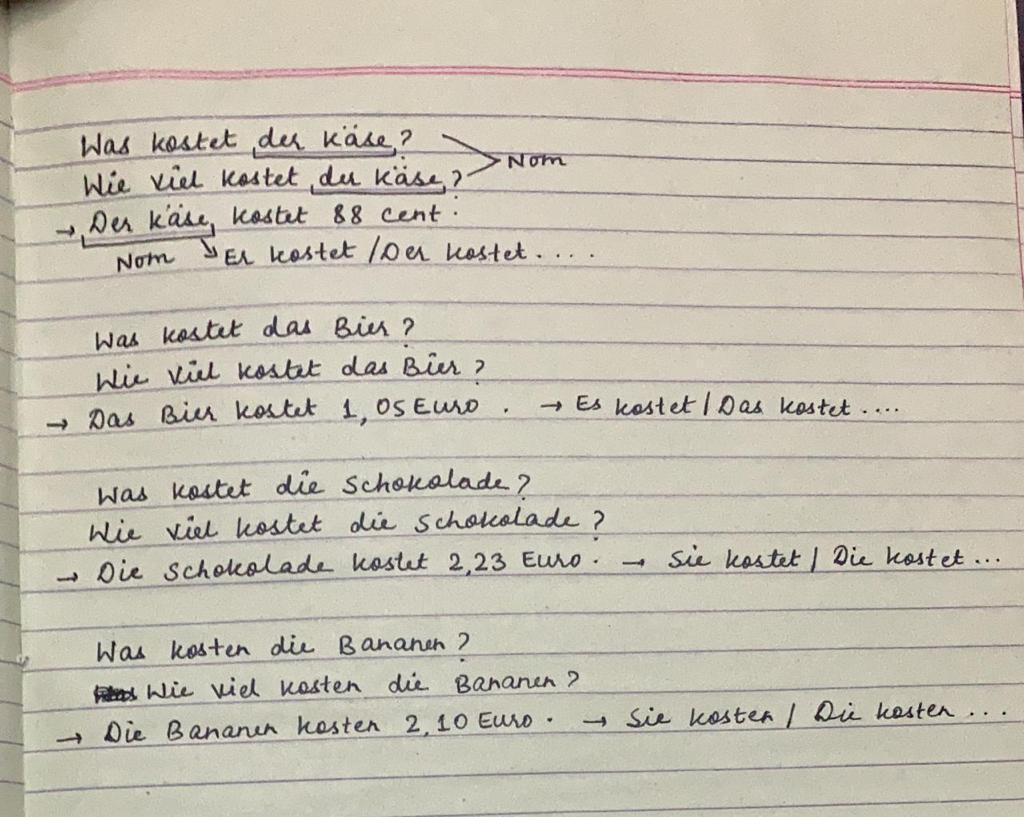 Was kostet der Käse?
Wie viel kostet der Käse? > Nom
→ Der Käse kostet 88 cent.
Nom ↘ Er kostet / Der kostet....
Was kostet das Bier?
Wie viel kostet das Bier?
→ Das Bier kostet 1,05 Euro. → Es kostet / Das kostet....
Was kostet die Schokolade?
Wie viel kostet die Schokolade?
→ Die Schokolade kostet 2,23 Euro. → Sie kostet / Die kostet...
Was kosten die Bananen?
Wie viel kosten die Bananen?
→ Die Bananen kosten 2,10 Euro. → Sie kosten / Die kosten...